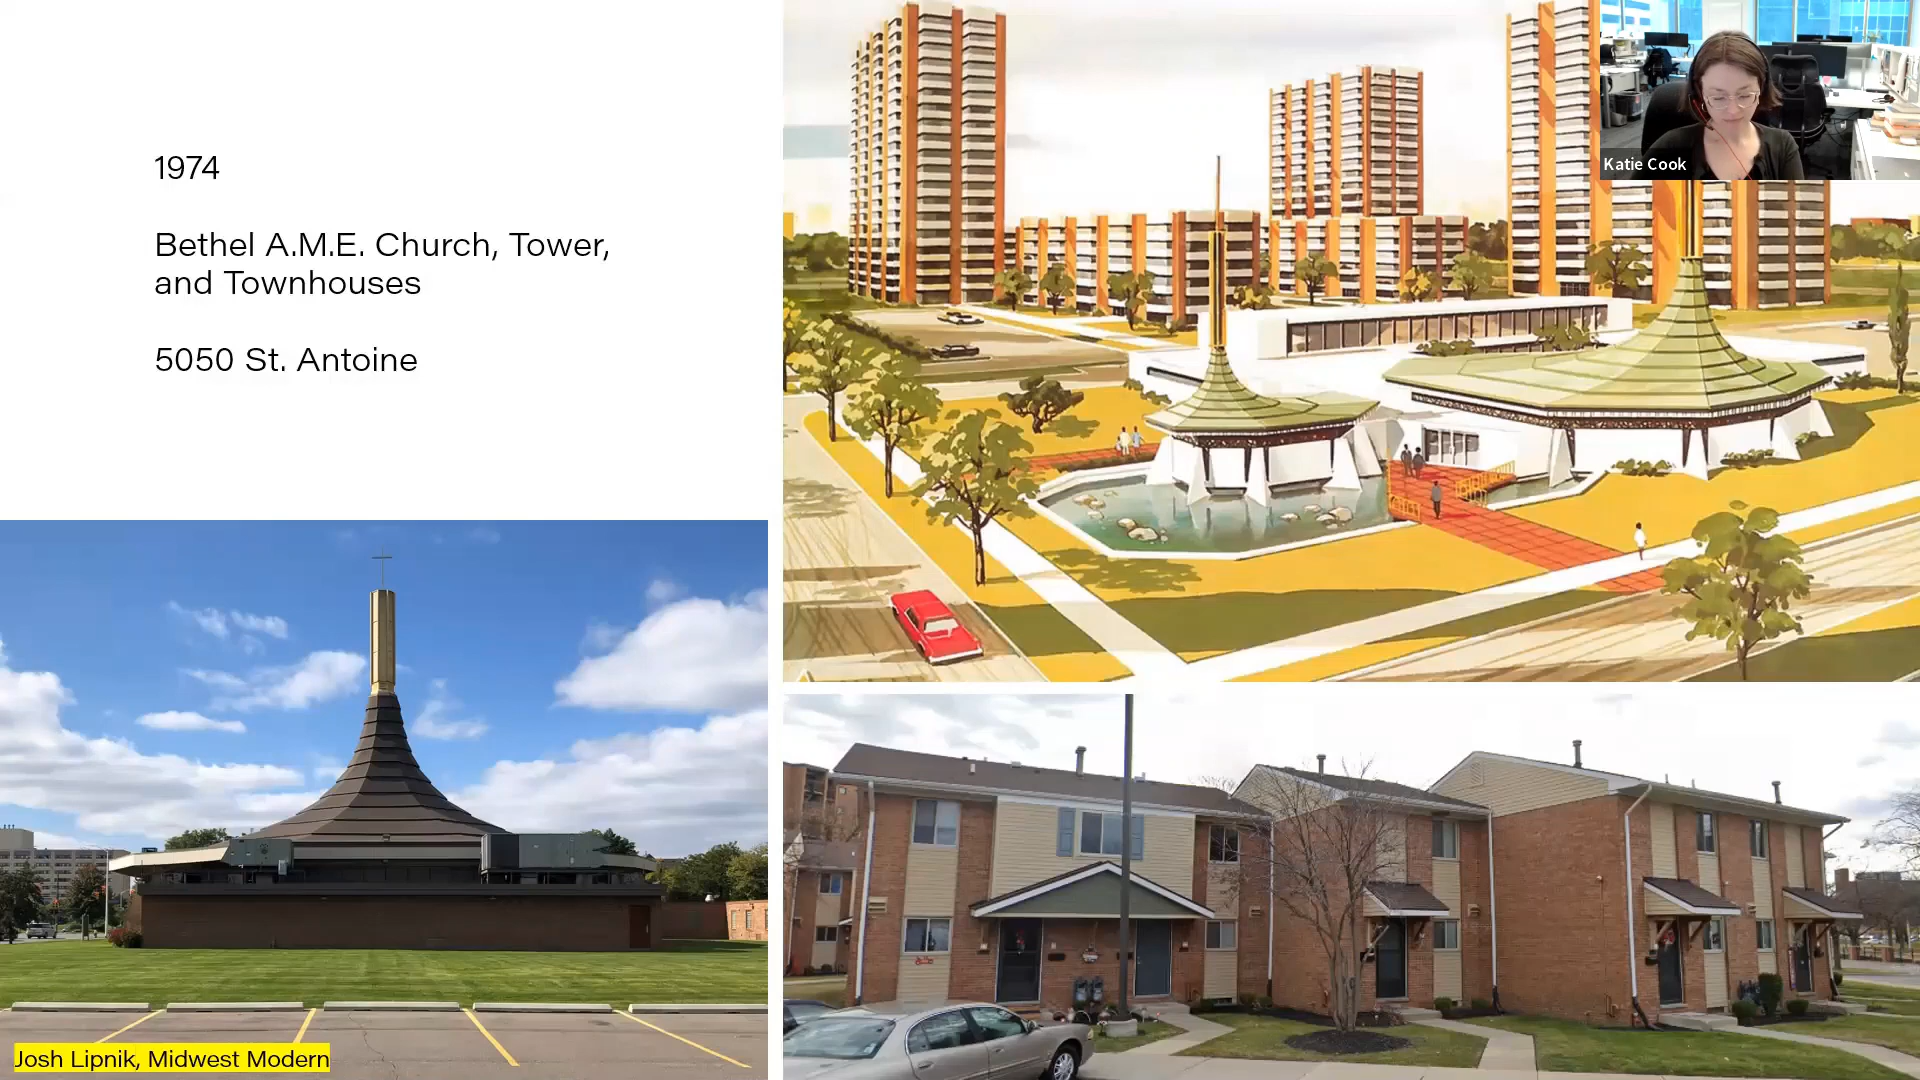 1974
Bethel A.M.E. Church, Tower,
and Townhouses
5050 St. Antoine
Katie Cook
Josh Lipnik, Midwest Modern